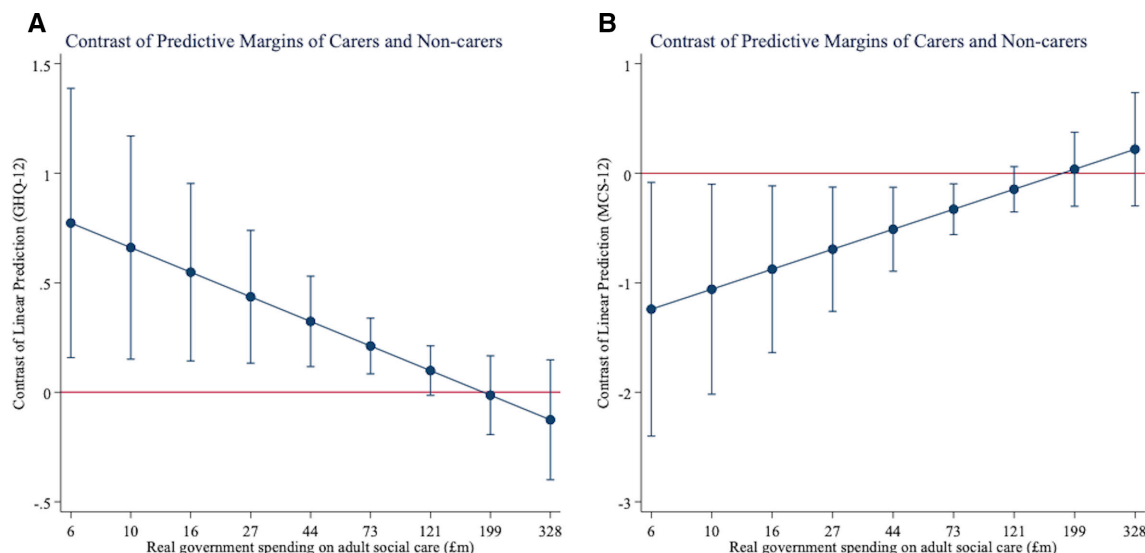 A
Contrast of Predictive Margins of Carers and Non-carers
Contrast of Linear Prediction (GHQ-12)
1.5
1
.5
0
-.5
6 10 16 27 44 73 121 199 328
Real government spending on adult social care (£m)
B
Contrast of Predictive Margins of Carers and Non-carers
Contrast of Linear Prediction (MCS-12)
1
0
-1
-2
-3
6 10 16 27 44 73 121 199 328
Real government spending on adult social care (£m)